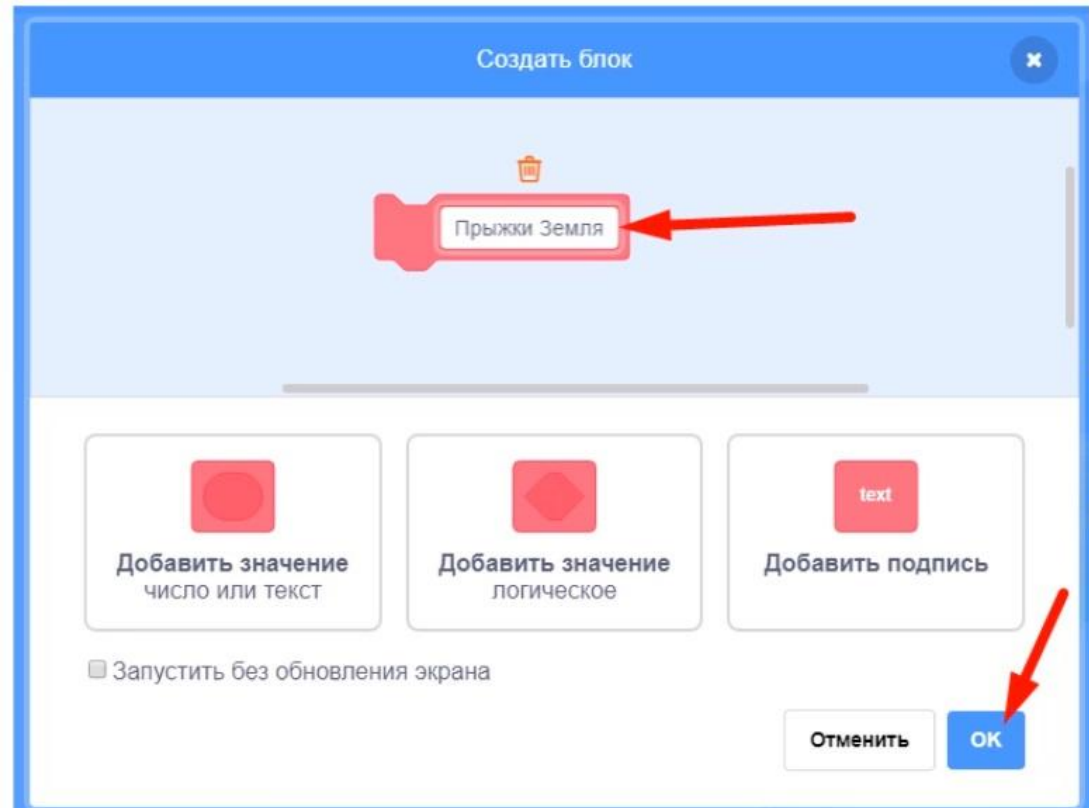 Создать блок
Прыжки Земля
text
Добавить значение
число или текст
Добавить значение
логическое
Добавить подпись
Запустить без обновления экрана
Отменить
OK